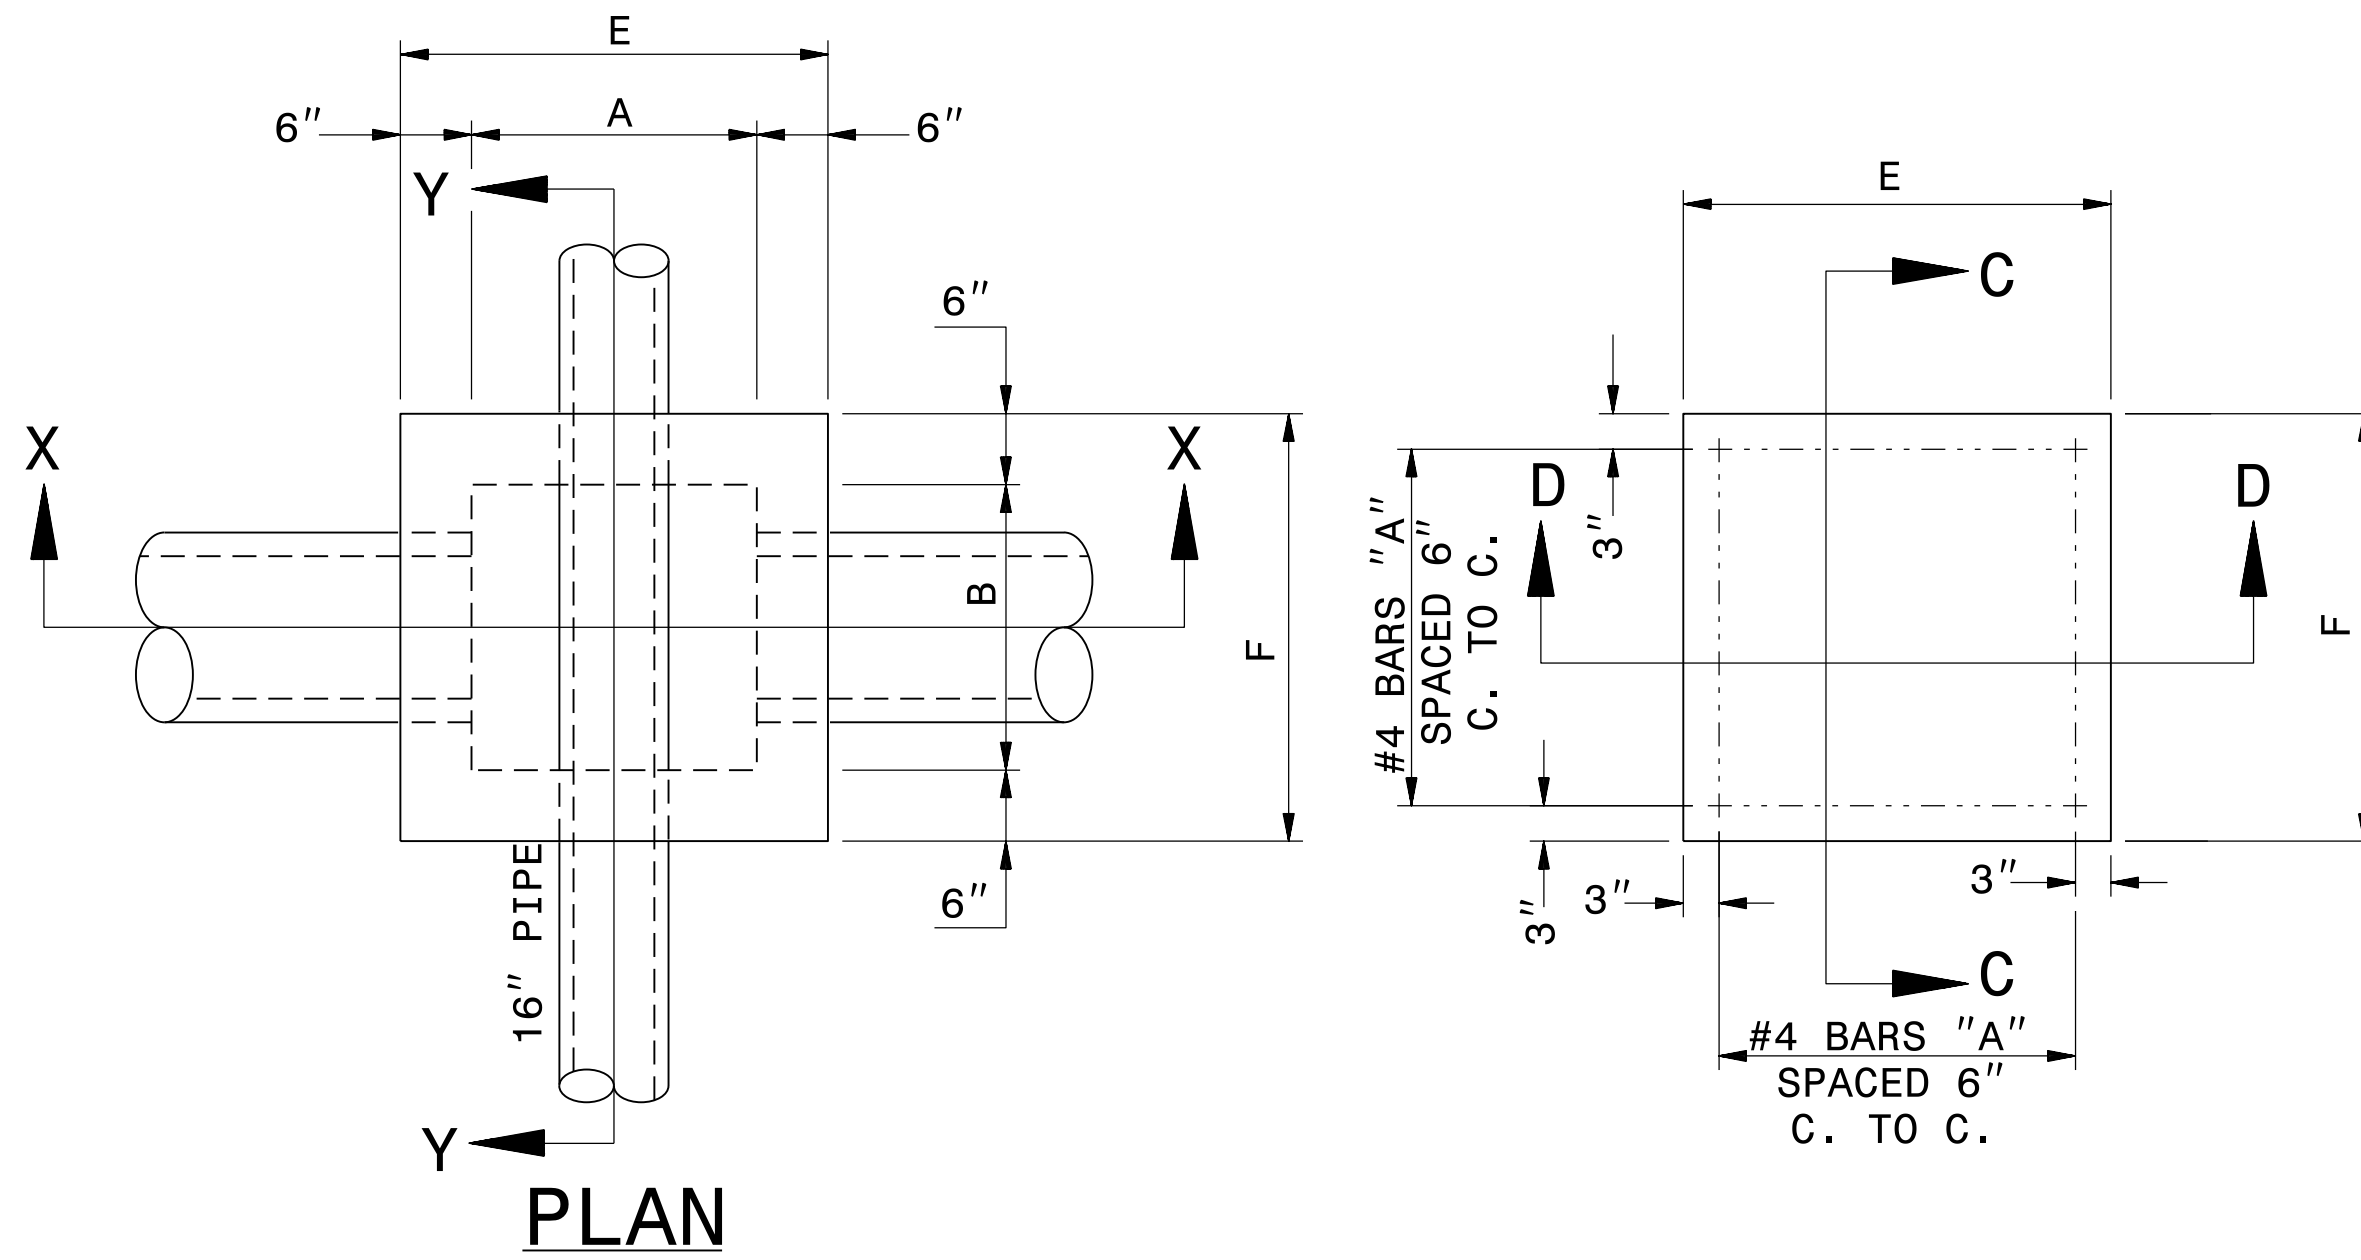 E
6" A 6"
Y
6"
X X
B
F
6"
16" PIPE
Y
PLAN
E
C
3"
D D
#4 BARS "A"
SPACED 6"
C. TO C.
F
3"
3"
3"
C
#4 BARS "A"
SPACED 6"
C. TO C.